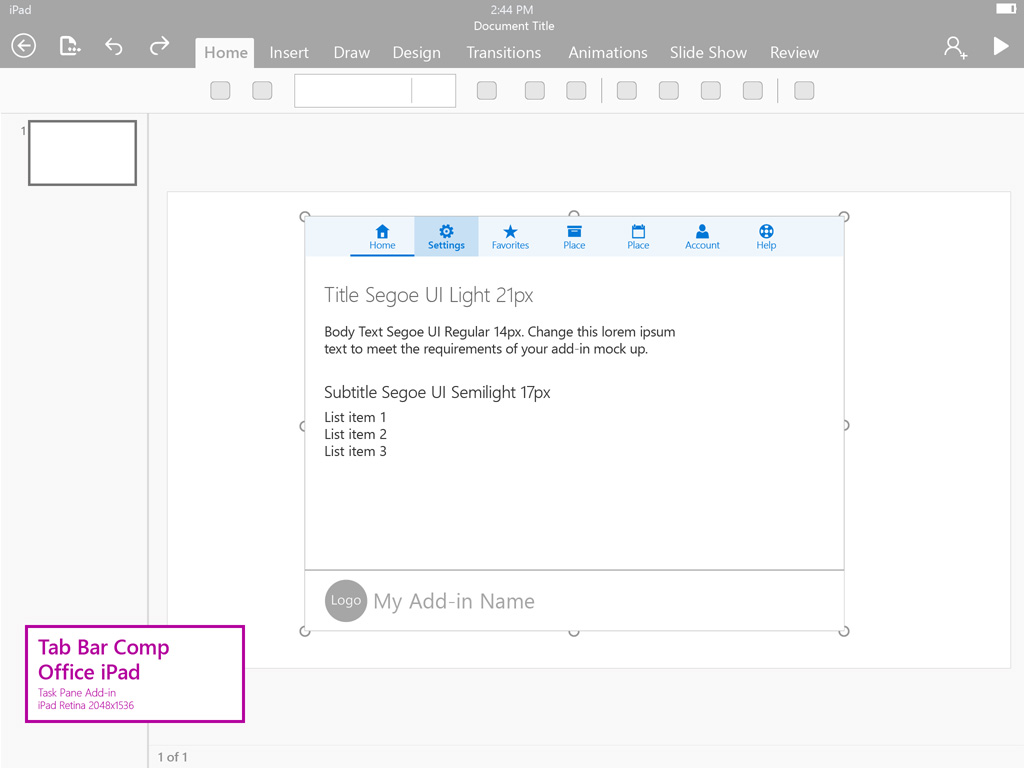 iPad
2:44 PM
Document Title
Home Insert Draw Design Transitions Animations Slide Show Review
1
Home Settings Favorites Place Place Account Help
Title Segoe UI Light 21px
Body Text Segoe UI Regular 14px. Change this lorem ipsum
text to meet the requirements of your add-in mock up.
Subtitle Segoe UI Semilight 17px
List item 1
List item 2
List item 3
Logo My Add-in Name
Tab Bar Comp
Office iPad
Task Pane Add-in
iPad Retina 2048x1536
1 of 1